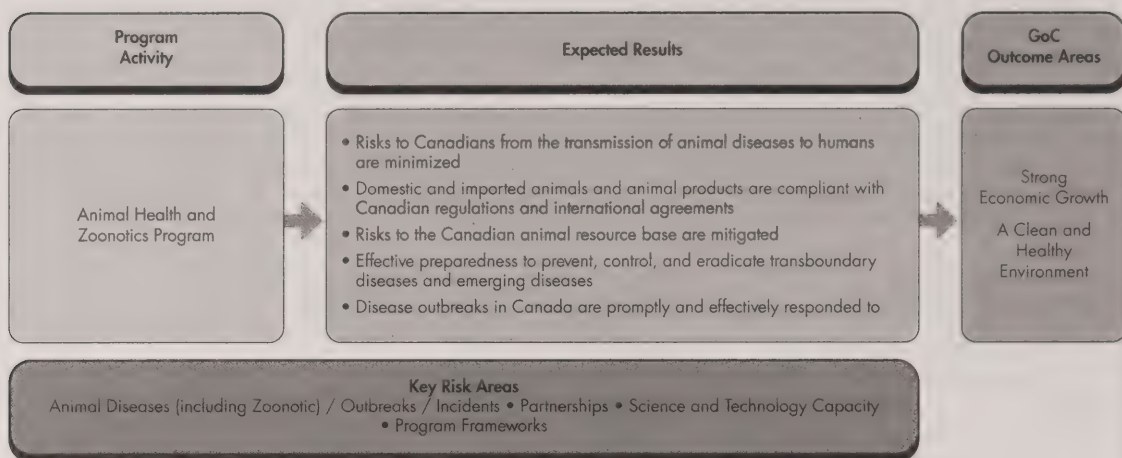 Program
Activity
Expected Results
GoC
Outcome Areas
Animal Health and
Zoonotics Program
• Risks to Canadians from the transmission of animal diseases to humans
are minimized
• Domestic and imported animals and animal products are compliant with
Canadian regulations and international agreements
• Risks to the Canadian animal resource base are mitigated
• Effective preparedness to prevent, control, and eradicate transboundary
diseases and emerging diseases
• Disease outbreaks in Canada are promptly and effectively responded to
Strong
Economic Growth
A Clean and
Healthy
Environment
Key Risk Areas
Animal Diseases (including Zoonotic) / Outbreaks / Incidents • Partnerships • Science and Technology Capacity
• Program Frameworks